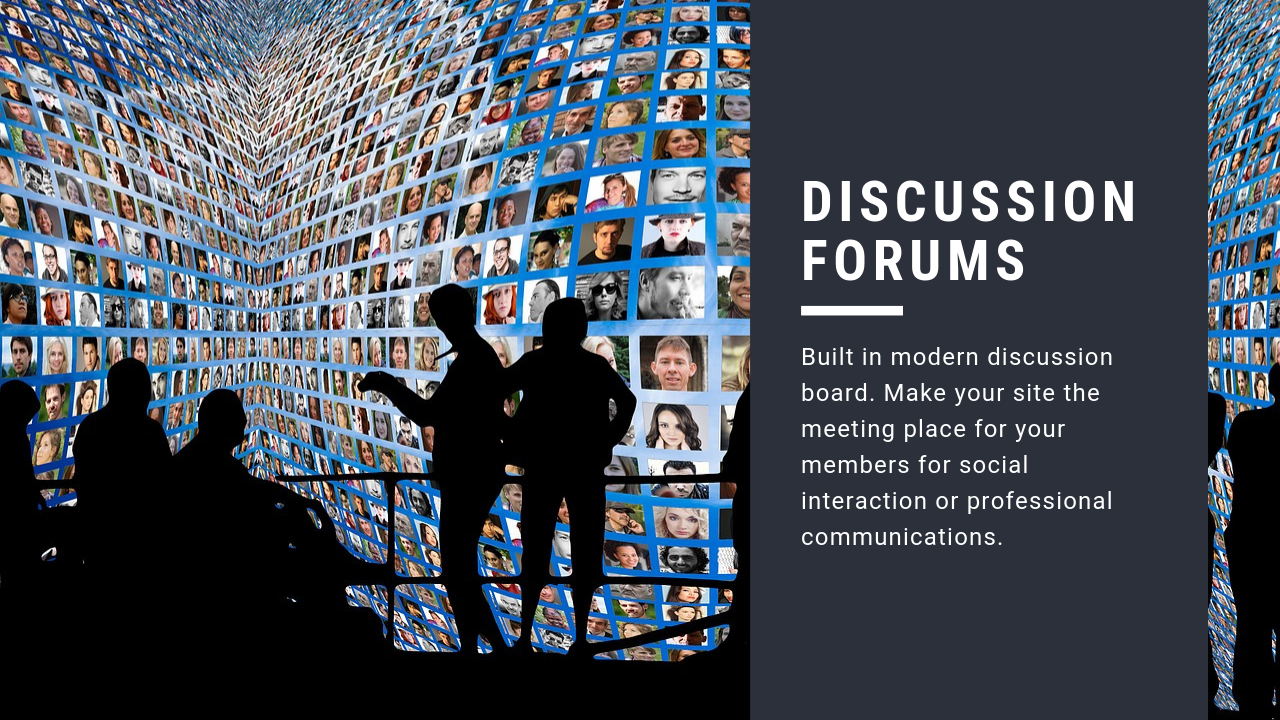 DISCUSSION
FORUMS
Built in modern discussion
board. Make your site the
meeting place for your
members for social
interaction or professional
communications.